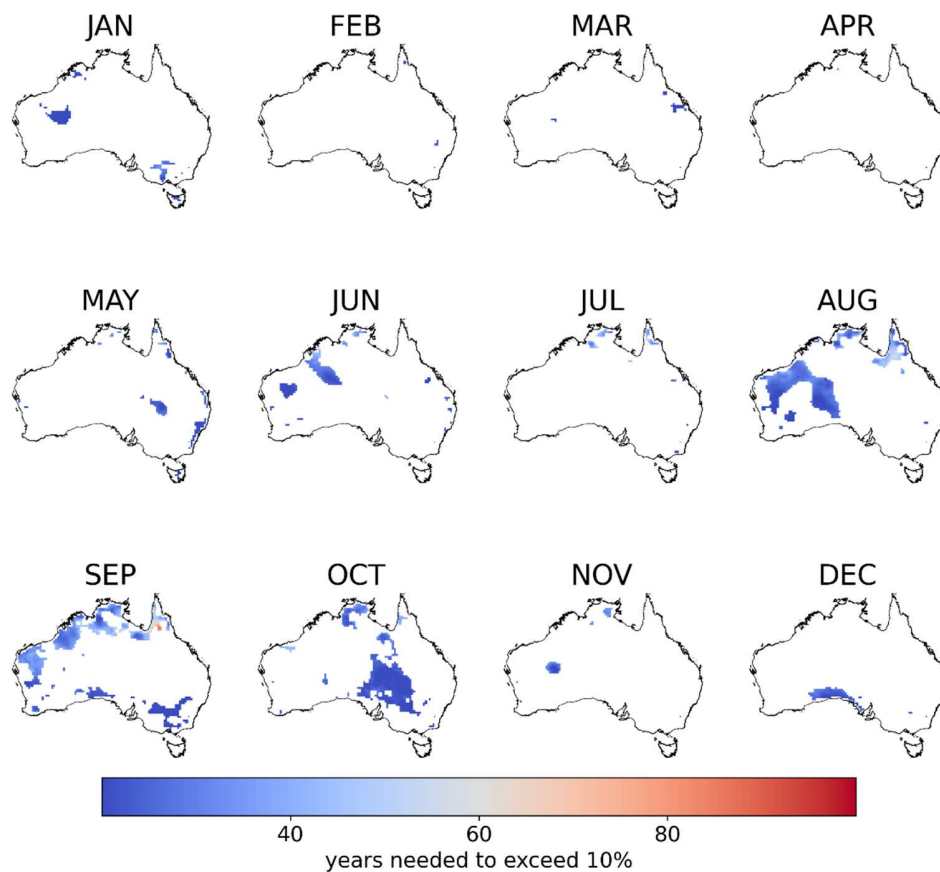 JAN FEB MAR APR
MAY JUN JUL AUG
SEP OCT NOV DEC
40 60 80
years needed to exceed 10%